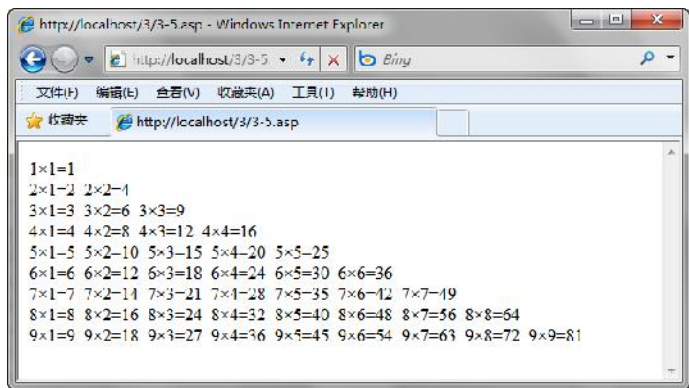 http://localhost/3/3-5.asp - Windows Internet Explorer
http://localhost/3/3-5
Bing
文件(F) 编辑(E) 查看(V) 收藏夹(A) 工具(T) 帮助(H)
收藏夹 http://localhost/3/3-5.asp
1×1=1
2×1=2 2×2=4
3×1=3 3×2=6 3×3=9
4×1=4 4×2=8 4×3=12 4×4=16
5×1=5 5×2=10 5×3=15 5×4=20 5×5=25
6×1=6 6×2=12 6×3=18 6×4=24 6×5=30 6×6=36
7×1=7 7×2=14 7×3=21 7×4=28 7×5=35 7×6=42 7×7=49
8×1=8 8×2=16 8×3=24 8×4=32 8×5=40 8×6=48 8×7=56 8×8=64
9×1=9 9×2=18 9×3=27 9×4=36 9×5=45 9×6=54 9×7=63 9×8=72 9×9=81